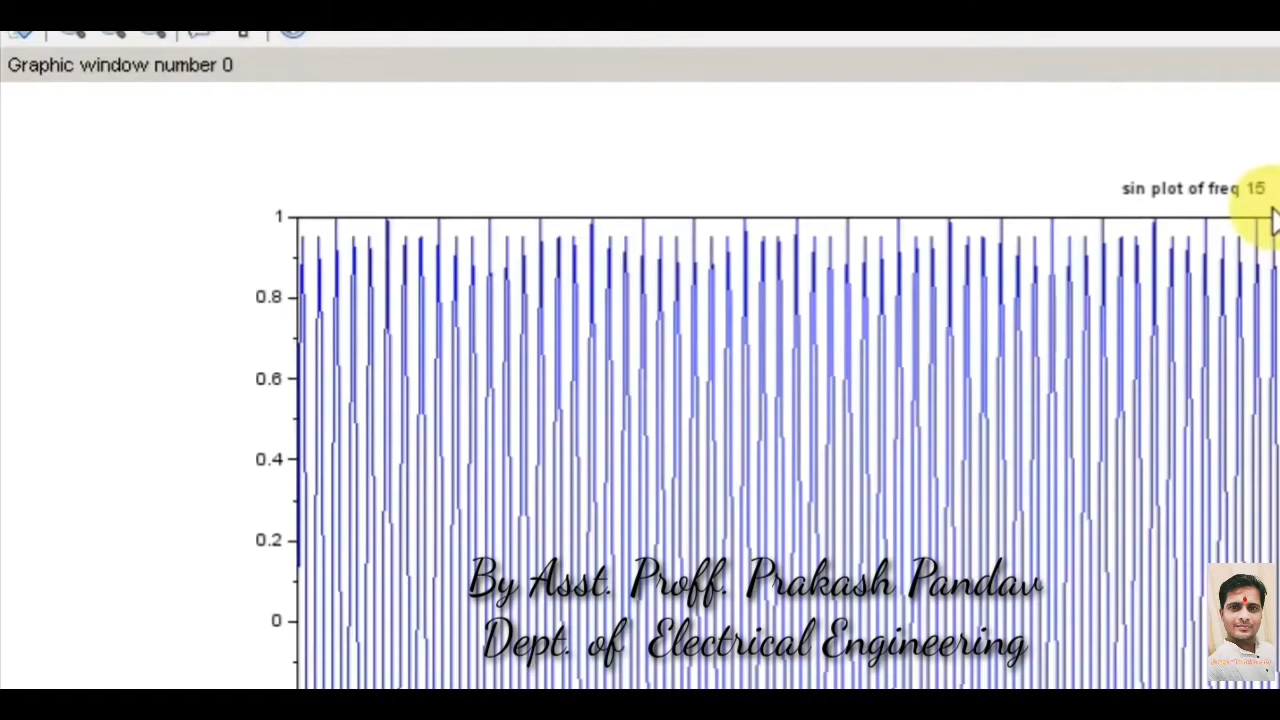 Graphic window number 0
sin plot of freq 15
1
0.8
0.6
0.4
0.2
0
By Asst. Proff. Prakash Pandav
Dept. of Electrical Engineering